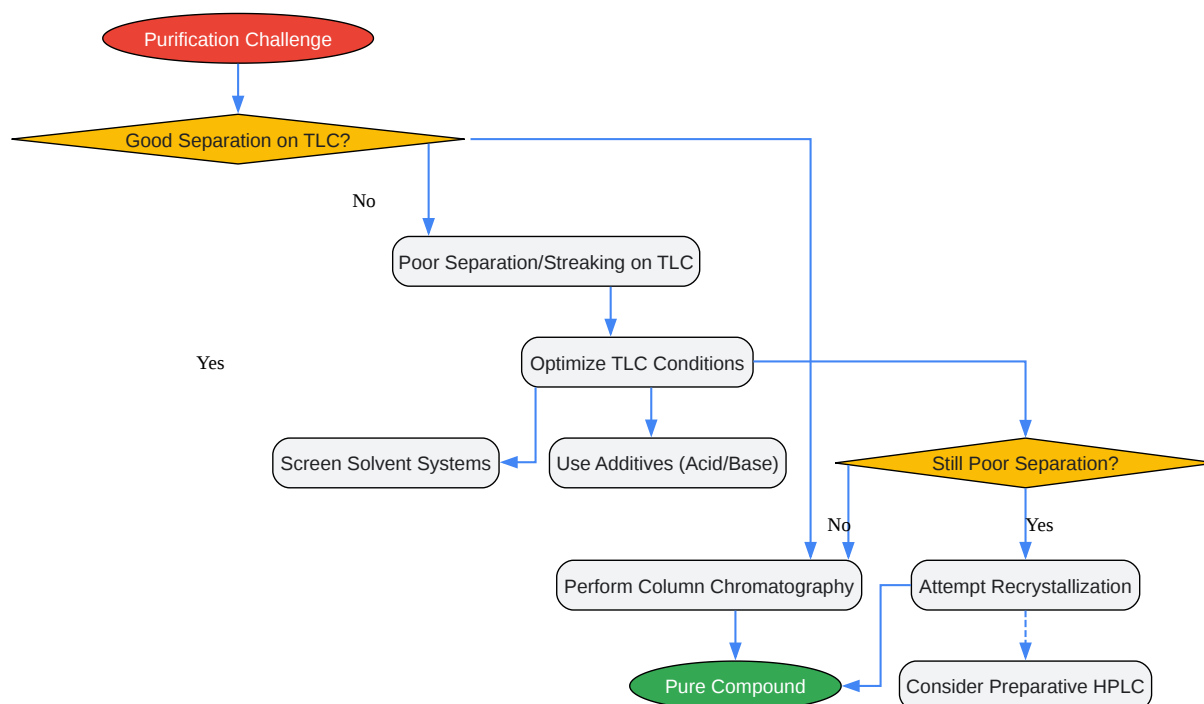 Purification Challenge
Good Separation on TLC?
No
Poor Separation/Streaking on TLC
Yes
Optimize TLC Conditions
Screen Solvent Systems
Use Additives (Acid/Base)
Still Poor Separation?
No
Yes
Perform Column Chromatography
Attempt Recrystallization
Pure Compound
Consider Preparative HPLC